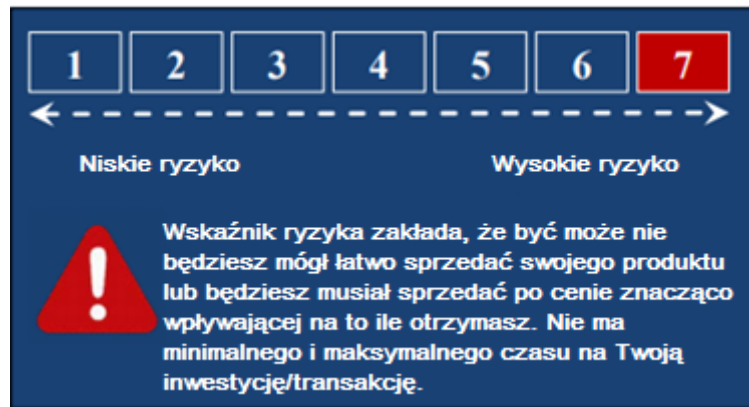 1 2 3 4 5 6 7
Niskie ryzyko Wysokie ryzyko
Wskaźnik ryzyka zakłada, że być może nie
będziesz mógł łatwo sprzedać swojego produktu
lub będziesz musiał sprzedać po cenie znacząco
wpływającej na to ile otrzymasz. Nie ma
minimalnego i maksymalnego czasu na Twoją
inwestycję/transakcję.